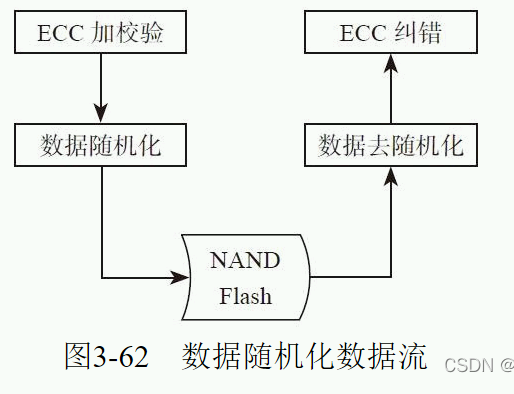 ECC 加校验
ECC 纠错
数据随机化
数据去随机化
NAND
Flash
图3-62 数据随机化数据流
CSDN @